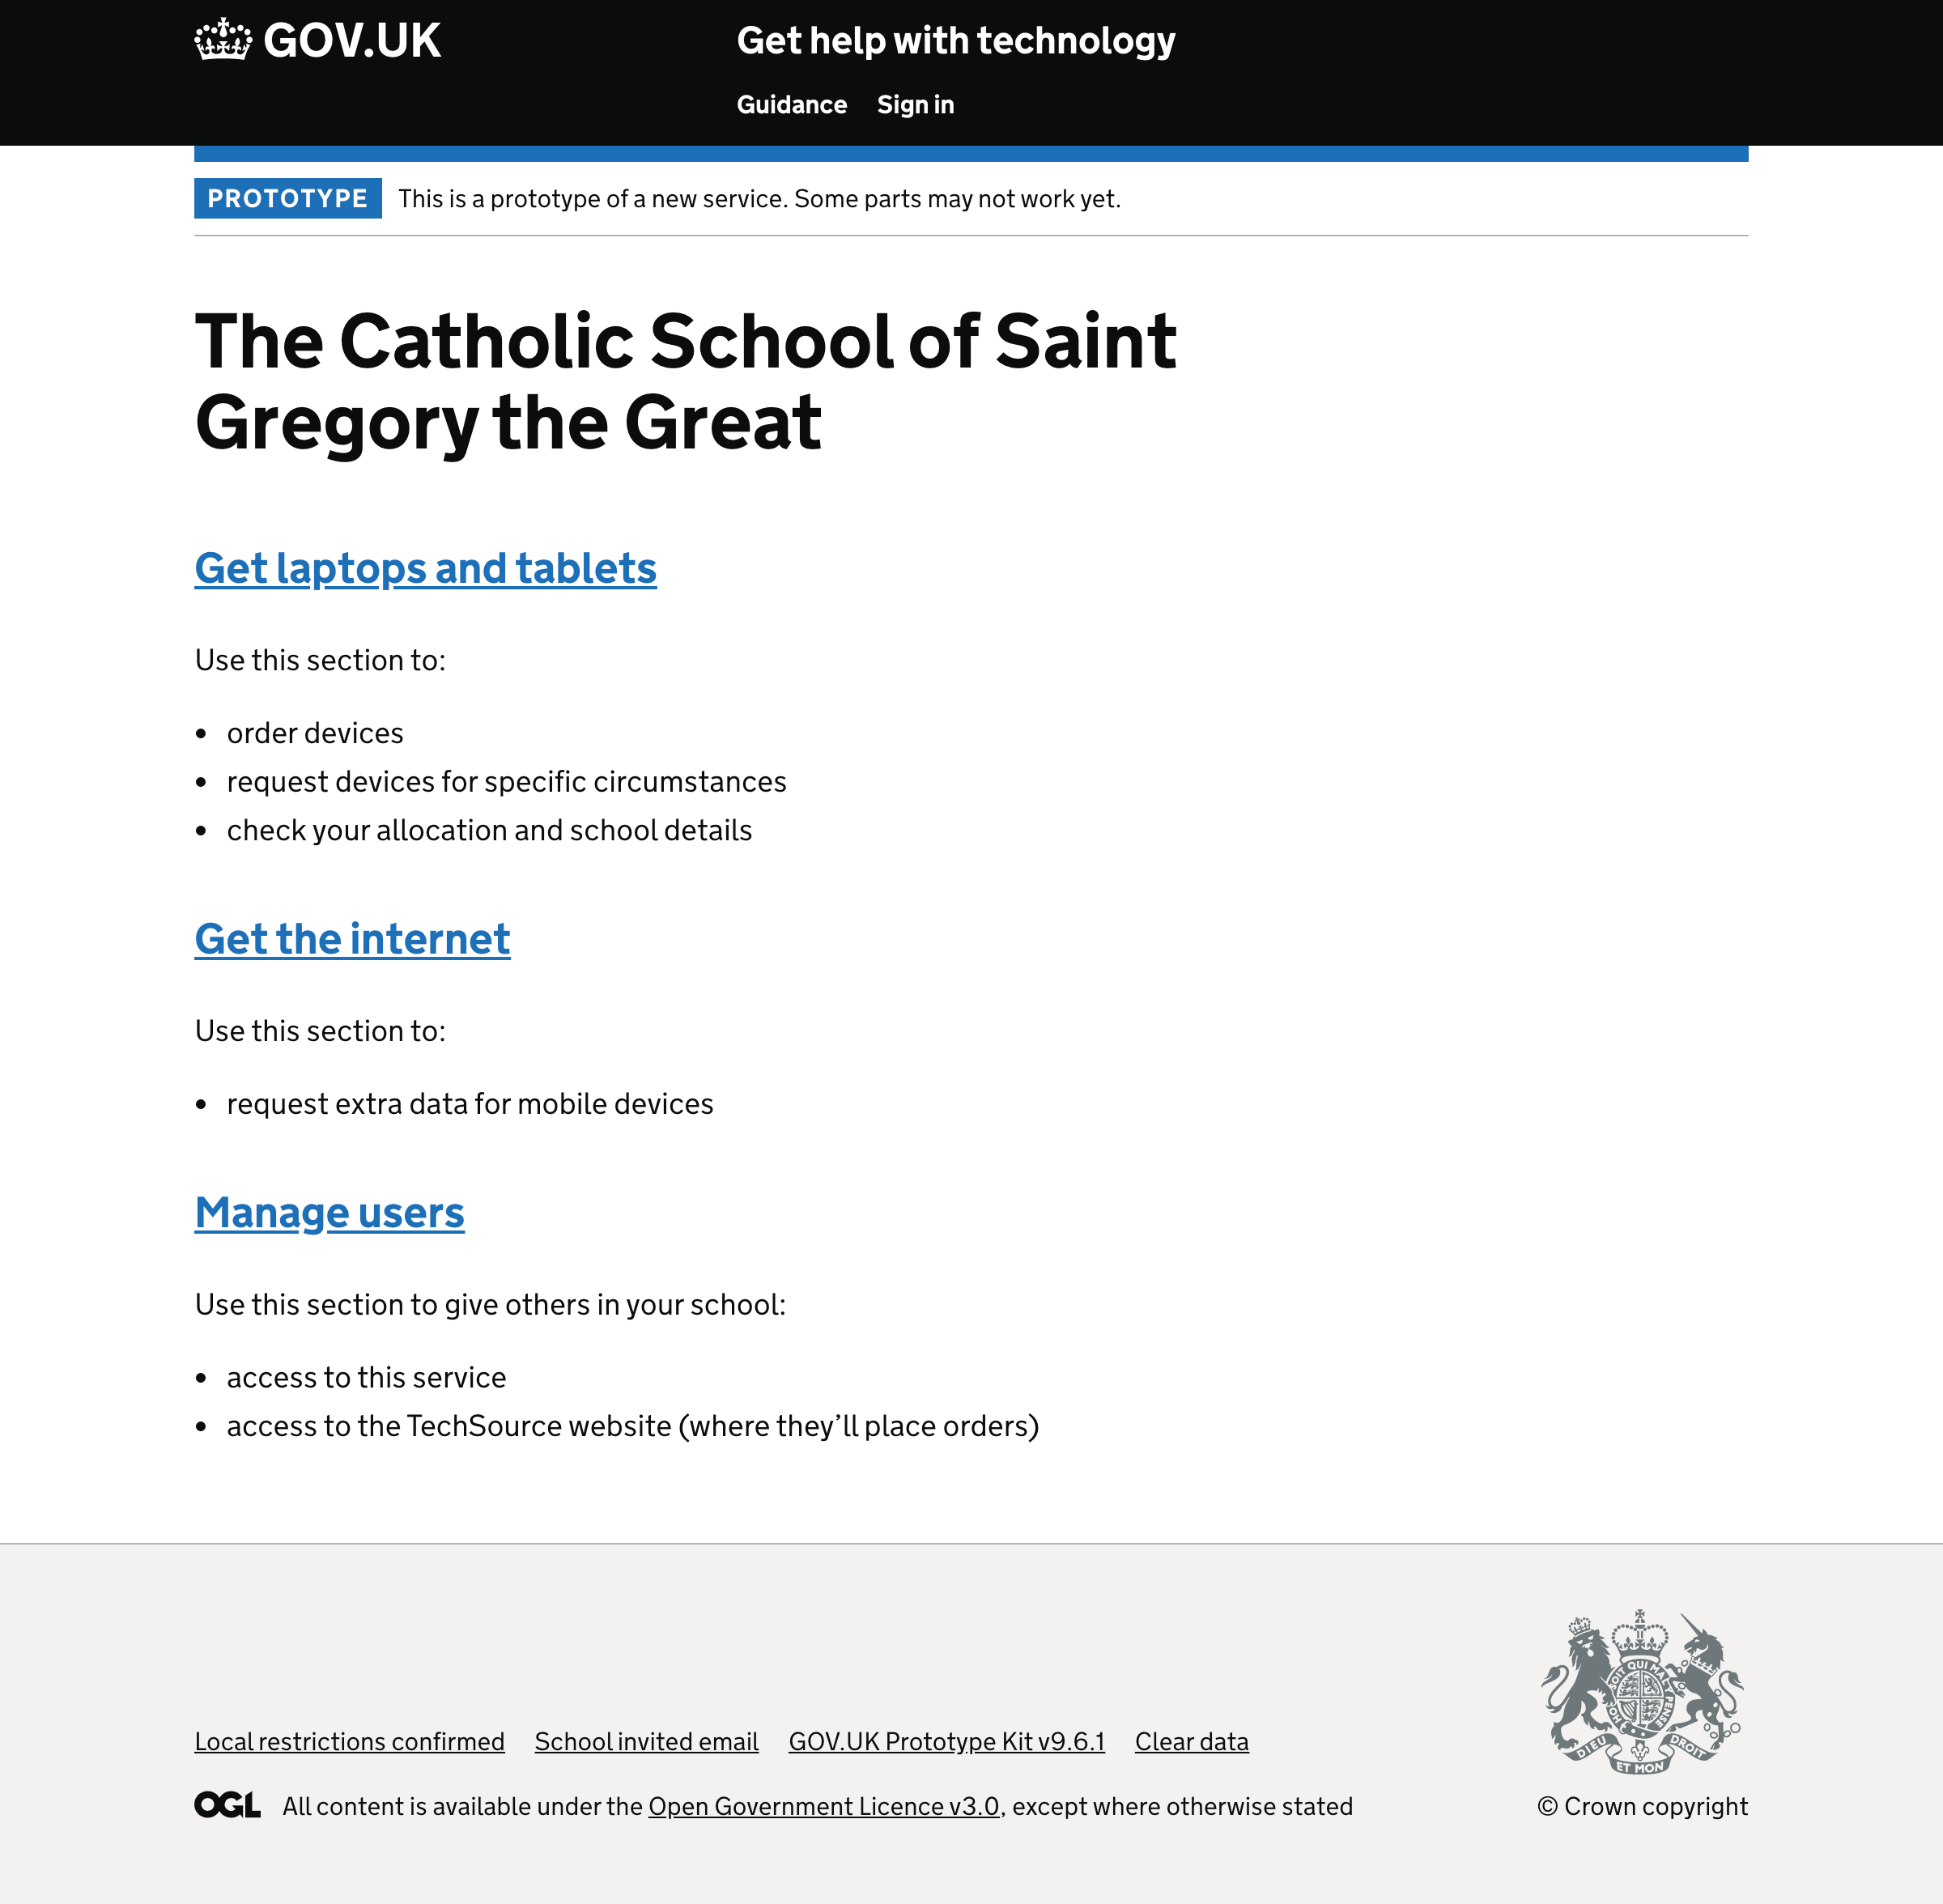 GOV.UK
Get help with technology
Guidance Sign in
PROTOTYPE This is a prototype of a new service. Some parts may not work yet.
The Catholic School of Saint
Gregory the Great
Get laptops and tablets
Use this section to:
• order devices
• request devices for specific circumstances
• check your allocation and school details
Get the internet
Use this section to:
• request extra data for mobile devices
Manage users
Use this section to give others in your school:
• access to this service
• access to the TechSource website (where they’ll place orders)
Local restrictions confirmed School invited email GOV.UK Prototype Kit v9.6.1 Clear data
OGL All content is available under the Open Government Licence v3.0, except where otherwise stated
DIEU ET MON DROIT
© Crown copyright